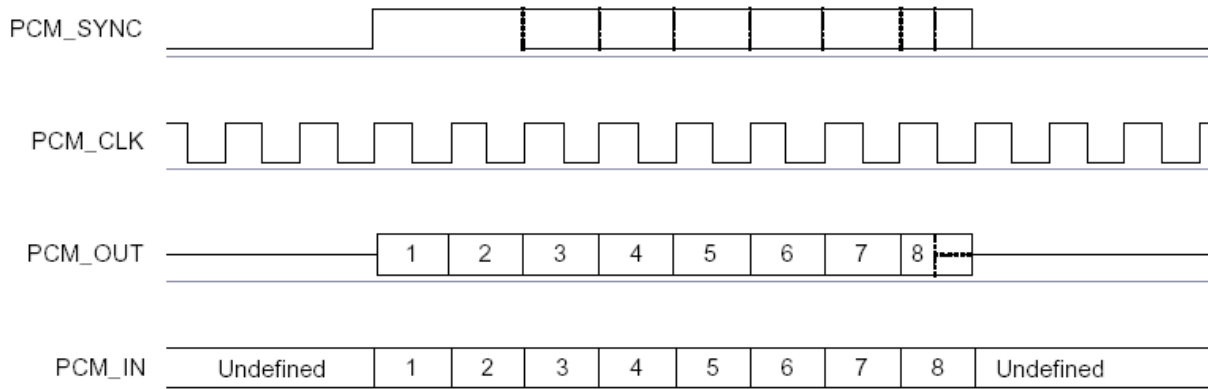 PCM_SYNC
PCM_CLK
PCM_OUT 1 2 3 4 5 6 7 8
PCM_IN Undefined 1 2 3 4 5 6 7 8 Undefined